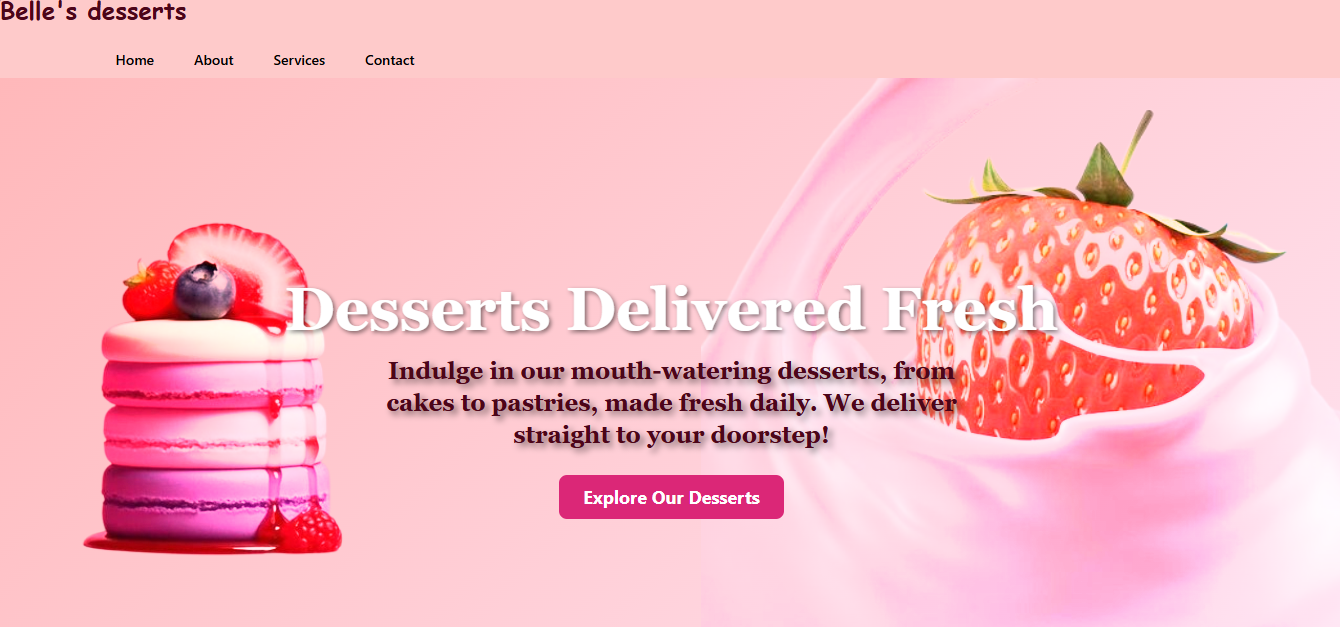 Belle's desserts
Home About Services Contact
Desserts Delivered Fresh
Indulge in our mouth-watering desserts, from
cakes to pastries, made fresh daily. We deliver
straight to your doorstep!
Explore Our Desserts